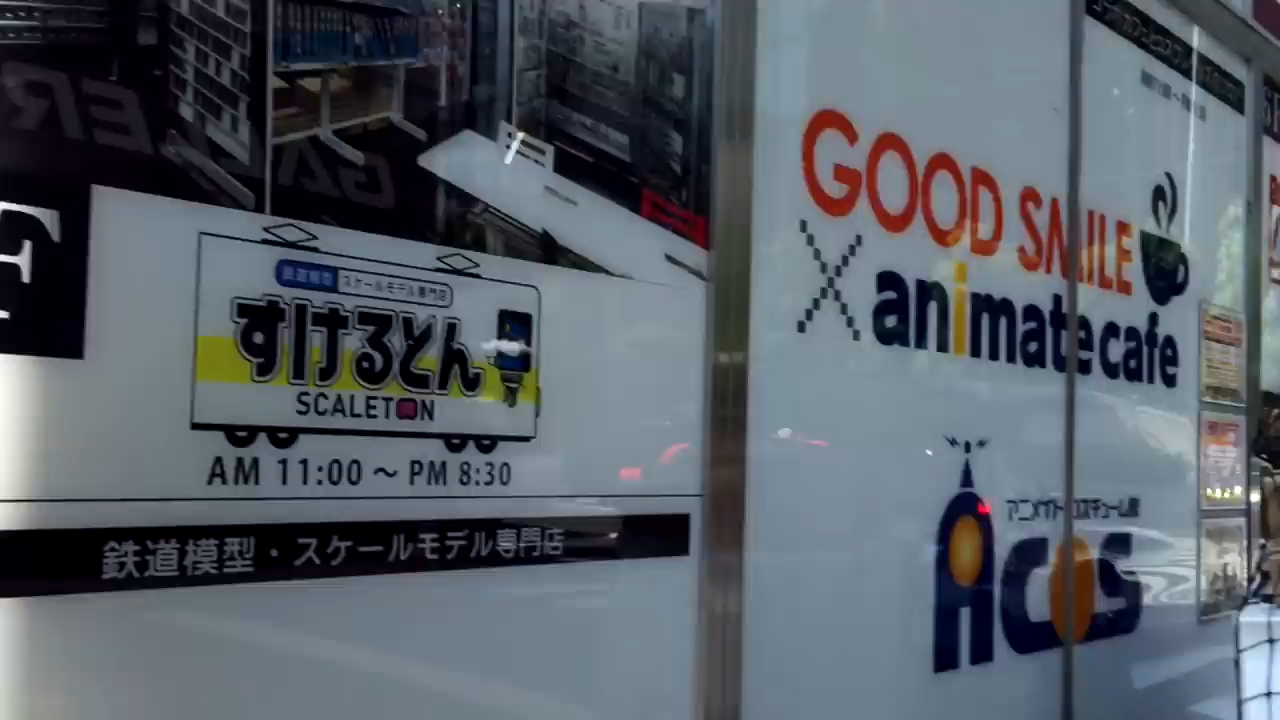 鉄道模型 スケールモデル専門店
すけるとん
SCALETON
AM 11:00 ～ PM 8:30
鉄道模型・スケールモデル専門店
GOOD SMILE
× animate cafe
アニメイトコスチューム館
ACOS